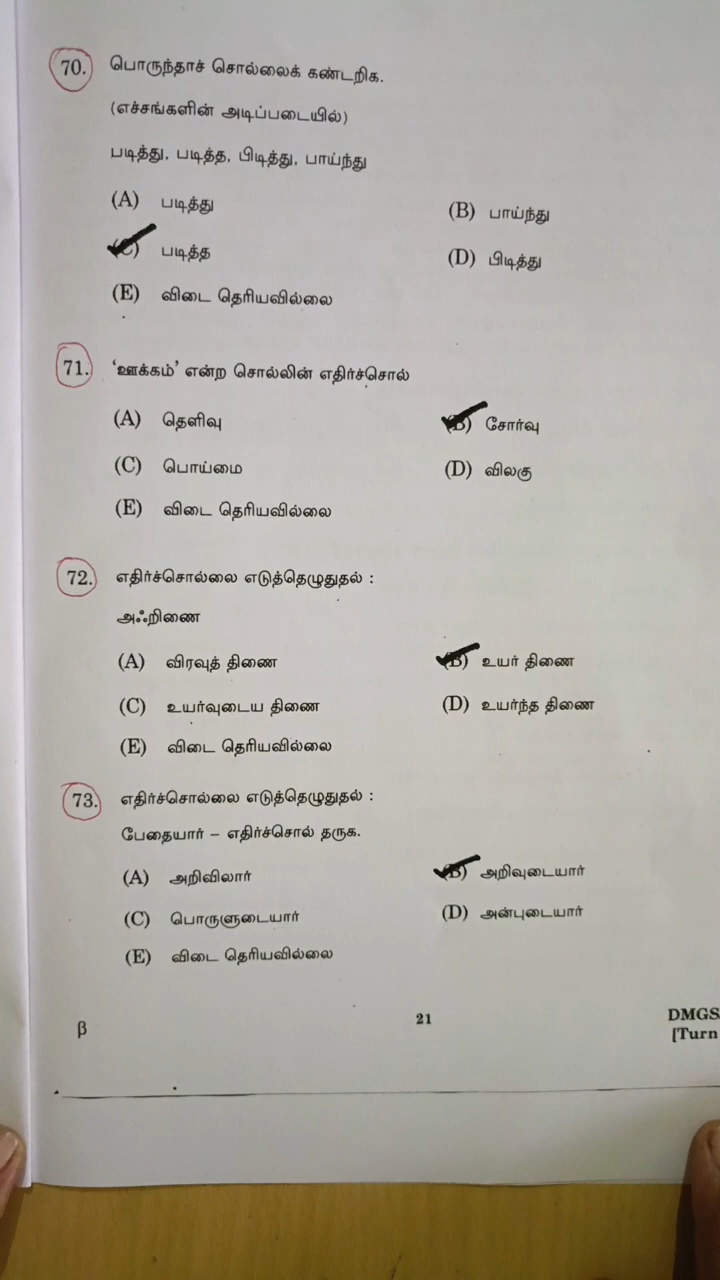 70. பொருந்தாச் சொல்லைக் கண்டறிக.
(எச்சங்களின் அடிப்படையில்)
படித்து, படித்த, பிடித்து, பாய்ந்து
(A) படித்து (B) பாய்ந்து
(C) படித்த (D) பிடித்து
(E) விடை தெரியவில்லை
71. 'ஊக்கம்' என்ற சொல்லின் எதிர்ச்சொல்
(A) தெளிவு (B) சோர்வு
(C) பொய்மை (D) விலகு
(E) விடை தெரியவில்லை
72. எதிர்ச்சொல்லை எடுத்தெழுதுதல் :
அஃறிணை
(A) விரவுத் திணை (B) உயர் திணை
(C) உயர்வுடைய திணை (D) உயர்ந்த திணை
(E) விடை தெரியவில்லை
73. எதிர்ச்சொல்லை எடுத்தெழுதுதல் :
பேதையார் – எதிர்ச்சொல் தருக.
(A) அறிவிலார் (B) அறிவுடையார்
(C) பொருளுடையார் (D) அன்புடையார்
(E) விடை தெரியவில்லை
β 21 DMGS
[Turn